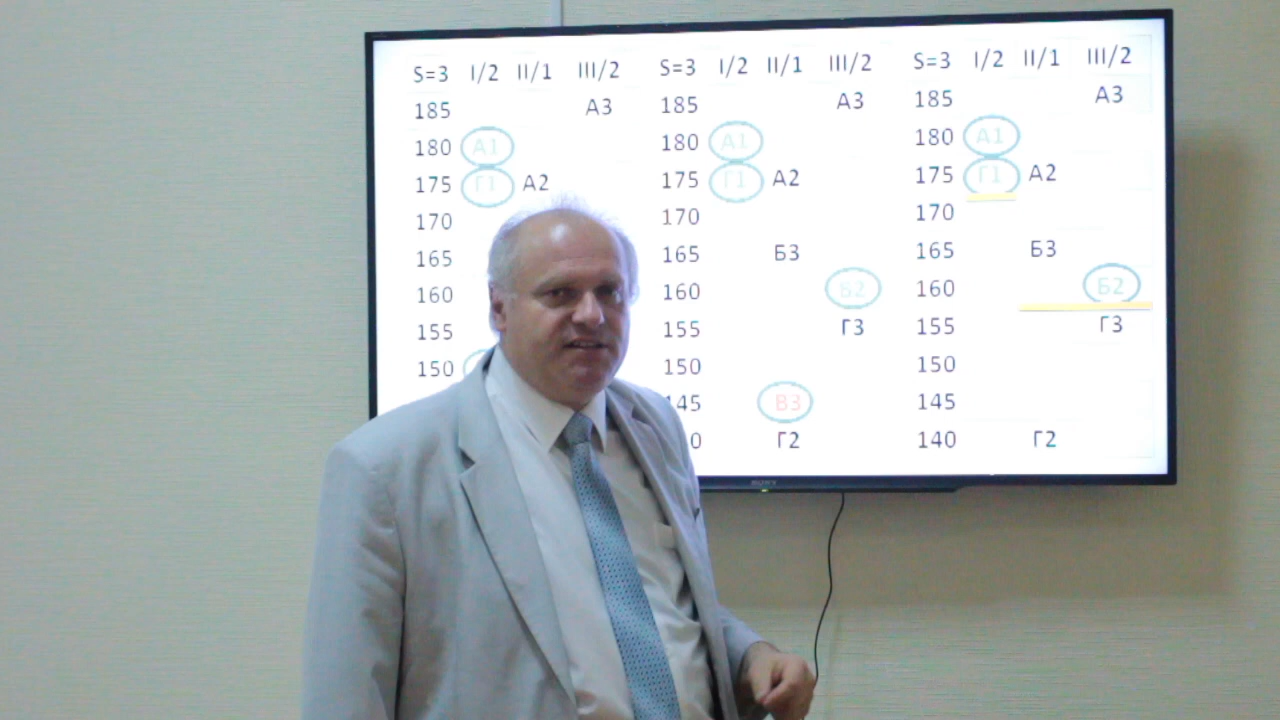 S=3 I/2 II/1 III/2 S=3 I/2 II/1 III/2 S=3 I/2 II/1 III/2
185 А3 185 А3 185 А3
180 А1 180 А1 180 А1
175 Г1 А2 175 Г1 А2 175 Г1 А2
170 170 170
165 165 Б3 165 Б3
160 160 Б2 160 Б2
155 155 Г3 155 Г3
150 150 150
45 В3 145
0 Г2 140 Г2
SONY